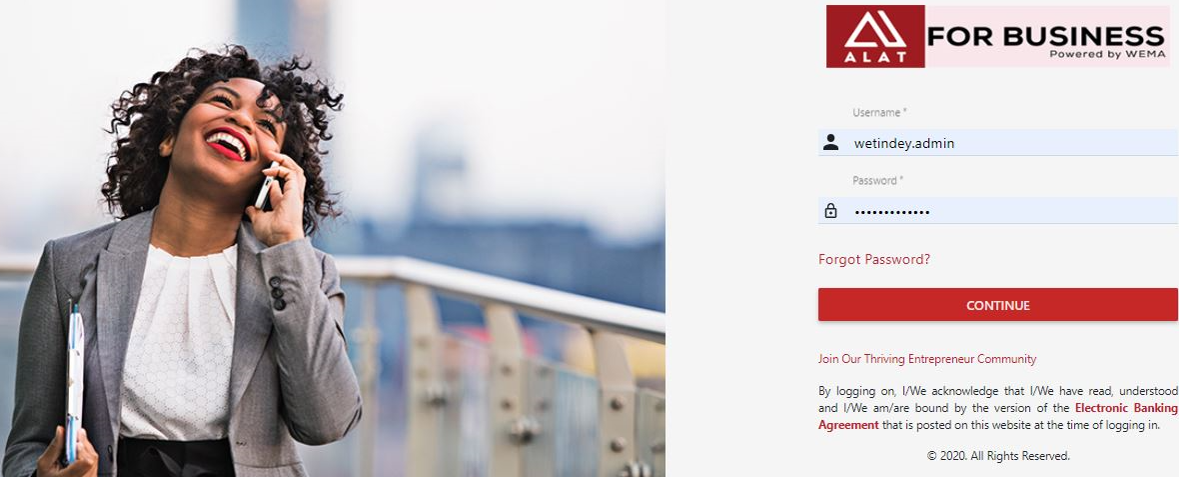 ALAT
FOR BUSINESS
Powered by WEMA
Username *
wetindey.admin
Password *
•••••••••••••
Forgot Password?
CONTINUE
Join Our Thriving Entrepreneur Community
By logging on, I/We acknowledge that I/We have read, understood
and I/We am/are bound by the version of the Electronic Banking
Agreement that is posted on this website at the time of logging in.
© 2020. All Rights Reserved.